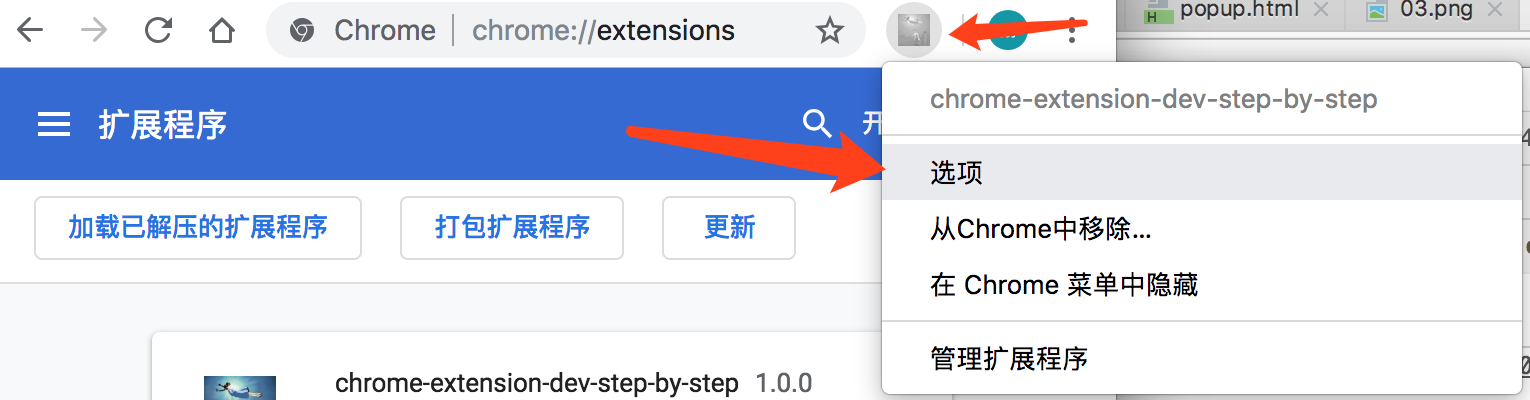 popup.html
03.png
Chrome chrome://extensions
chrome-extension-dev-step-by-step
扩展程序
开
选项
从Chrome中移除...
在 Chrome 菜单中隐藏
管理扩展程序
加载已解压的扩展程序
打包扩展程序
更新
chrome-extension-dev-step-by-step 1.0.0